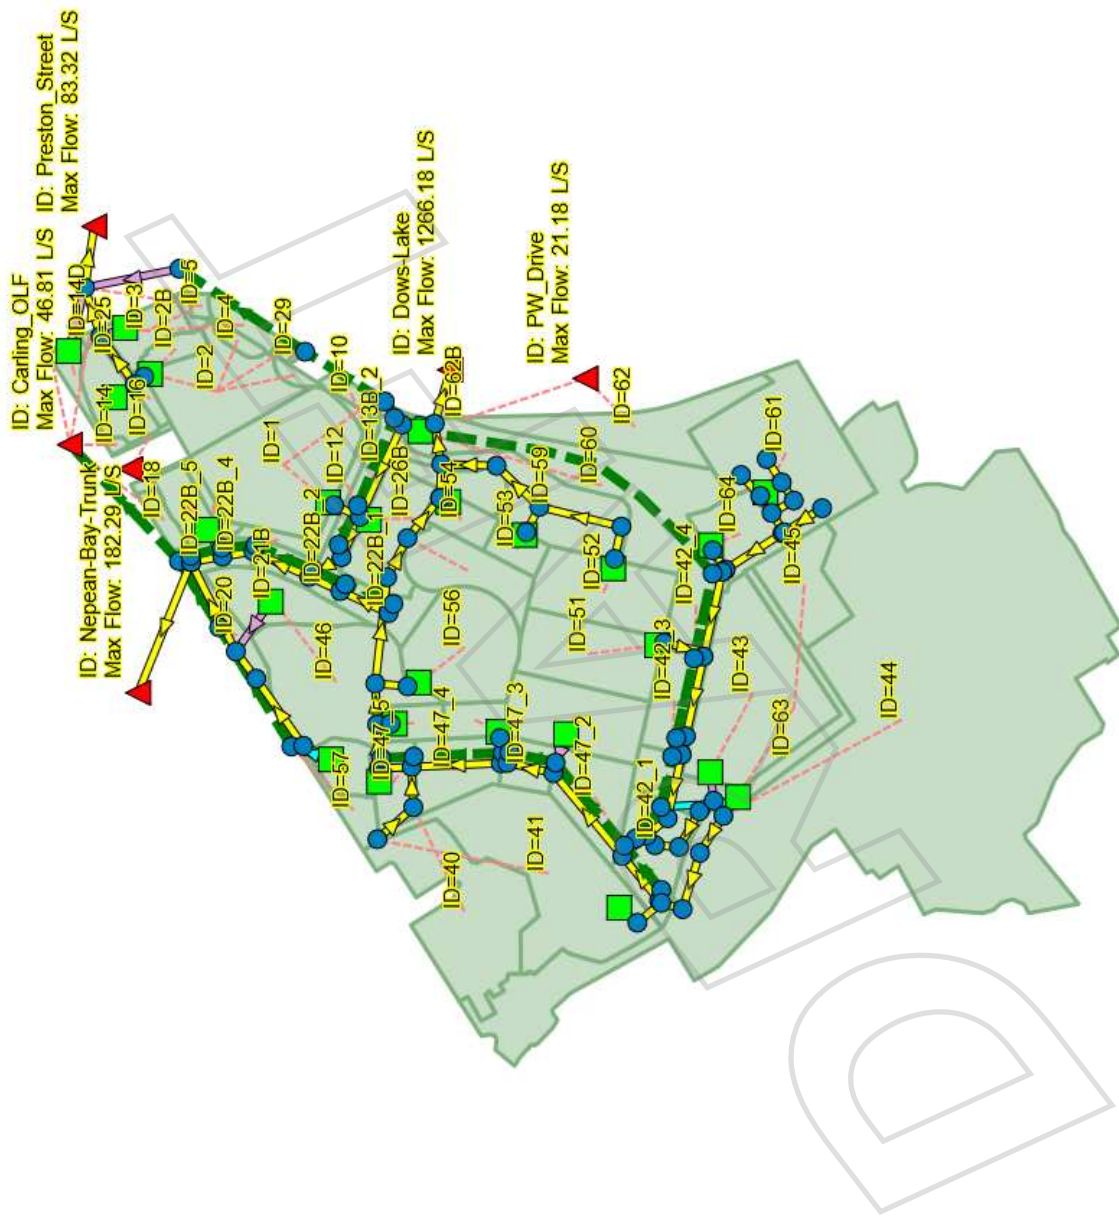 ID: Carling_OLF
Max Flow: 46.81 L/S
ID: Preston_Street
Max Flow: 83.32 L/S
ID: Nepean-Bay-Trunk
Max Flow: 182.29 L/S
ID: Dows-Lake
Max Flow: 1266.18 L/S
ID: PW_Drive
Max Flow: 21.18 L/S
ID=14D
ID=25
ID=3
ID=2B
ID=5
ID=4
ID=2
ID=29
ID=14
ID=16
ID=18
ID=1
ID=10
ID=12
ID=13B_2
ID=22B_5
ID=22B_4
ID=21B
ID=20
ID=22B_2
ID=22B_1
ID=26B
ID=54
ID=62B
ID=62
ID=60
ID=59
ID=53
ID=52
ID=51
ID=61
ID=64
ID=45
ID=46
ID=56
ID=57
ID=47_5
ID=47_4
ID=47_3
ID=47_2
ID=42_4
ID=42_3
ID=42_1
ID=43
ID=63
ID=44
ID=41
ID=40
DRAFT